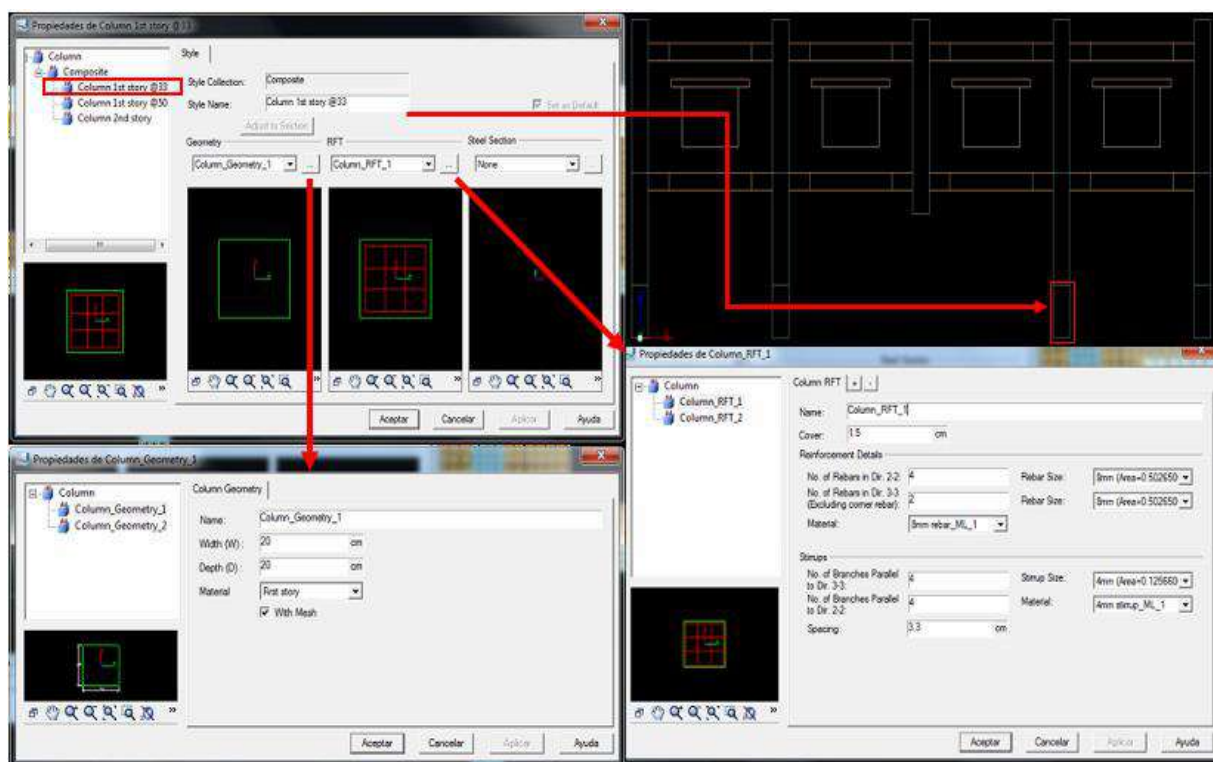 Propiedades de Column 1st story @33
Column
Composite
Column 1st story @33
Column 1st story @50
Column 2nd story
Style
Style Collection:
Composite
Style Name:
Column 1st story @33
Set as Default
Adjust to Section
Geometry
RFT
Steel Section
Column_Geometry_1
...
Column_RFT_1
...
None
...
Aceptar
Cancelar
Aplicar
Ayuda
Propiedades de Column_Geometry_1
Column
Column_Geometry_1
Column_Geometry_2
Column Geometry
Name:
Column_Geometry_1
Width (W):
20
cm
Depth (D):
20
cm
Material
First story
With Mesh
Aceptar
Cancelar
Aplicar
Ayuda
Propiedades de Column_RFT_1
Column
Column_RFT_1
Column_RFT_2
Column RFT
+
-
Name:
Column_RFT_1
Cover:
1.5
cm
Reinforcement Details
No. of Rebars in Dir. 2-2:
4
Rebar Size:
8mm (Area=0.502650
No. of Rebars in Dir. 3-3
(Excluding corner rebar):
2
Rebar Size:
8mm (Area=0.502650
Material:
8mm rebar_ML_1
Stirrups
No. of Branches Parallel
to Dir. 3-3:
4
Stirrup Size:
4mm (Area=0.125660
No. of Branches Parallel
to Dir. 2-2:
4
Material:
4mm stirrup_ML_1
Spacing:
3.3
cm
Aceptar
Cancelar
Aplicar
Ayuda